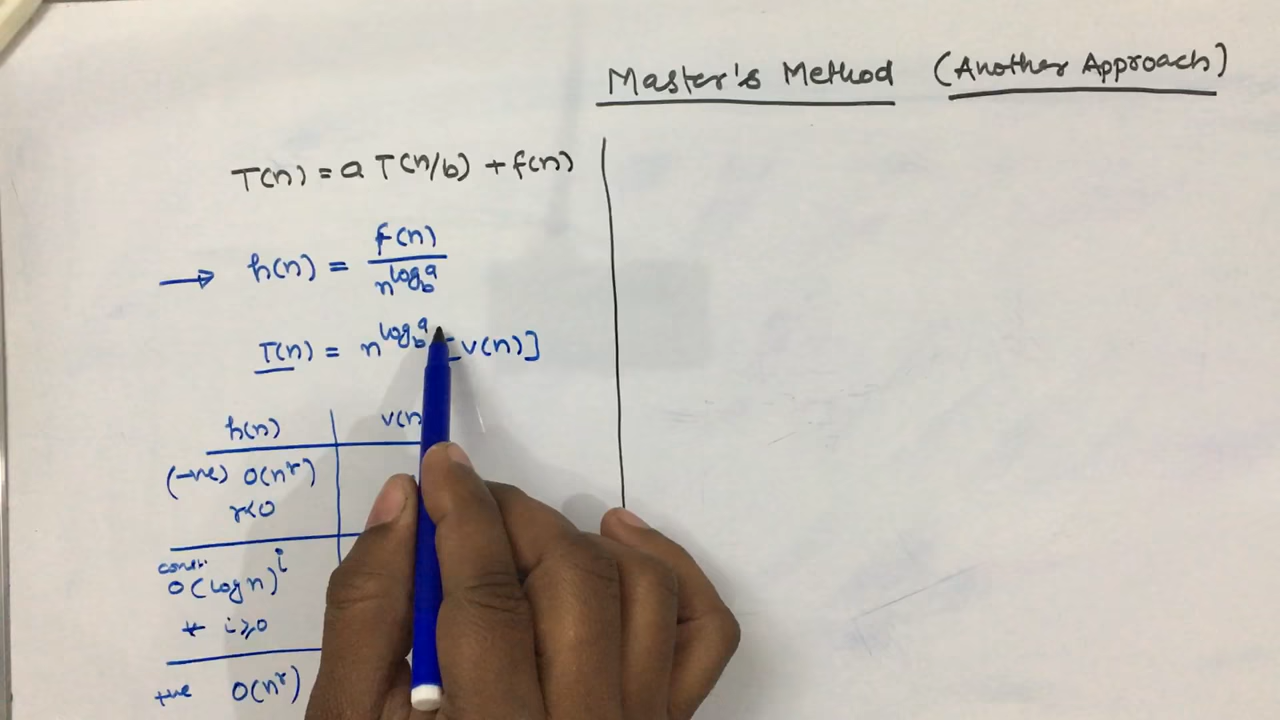 Master's Method (Another Approach)
T(n) = a T(n/b) + f(n)
→ h(n) = f(n) / n^log_b^a
T(n) = n^log_b^a [v(n)]
h(n) | v(n
(-ve) O(n^r)
r<0
const.
O(log n)^i
* i≥0
+ve O(n^r)